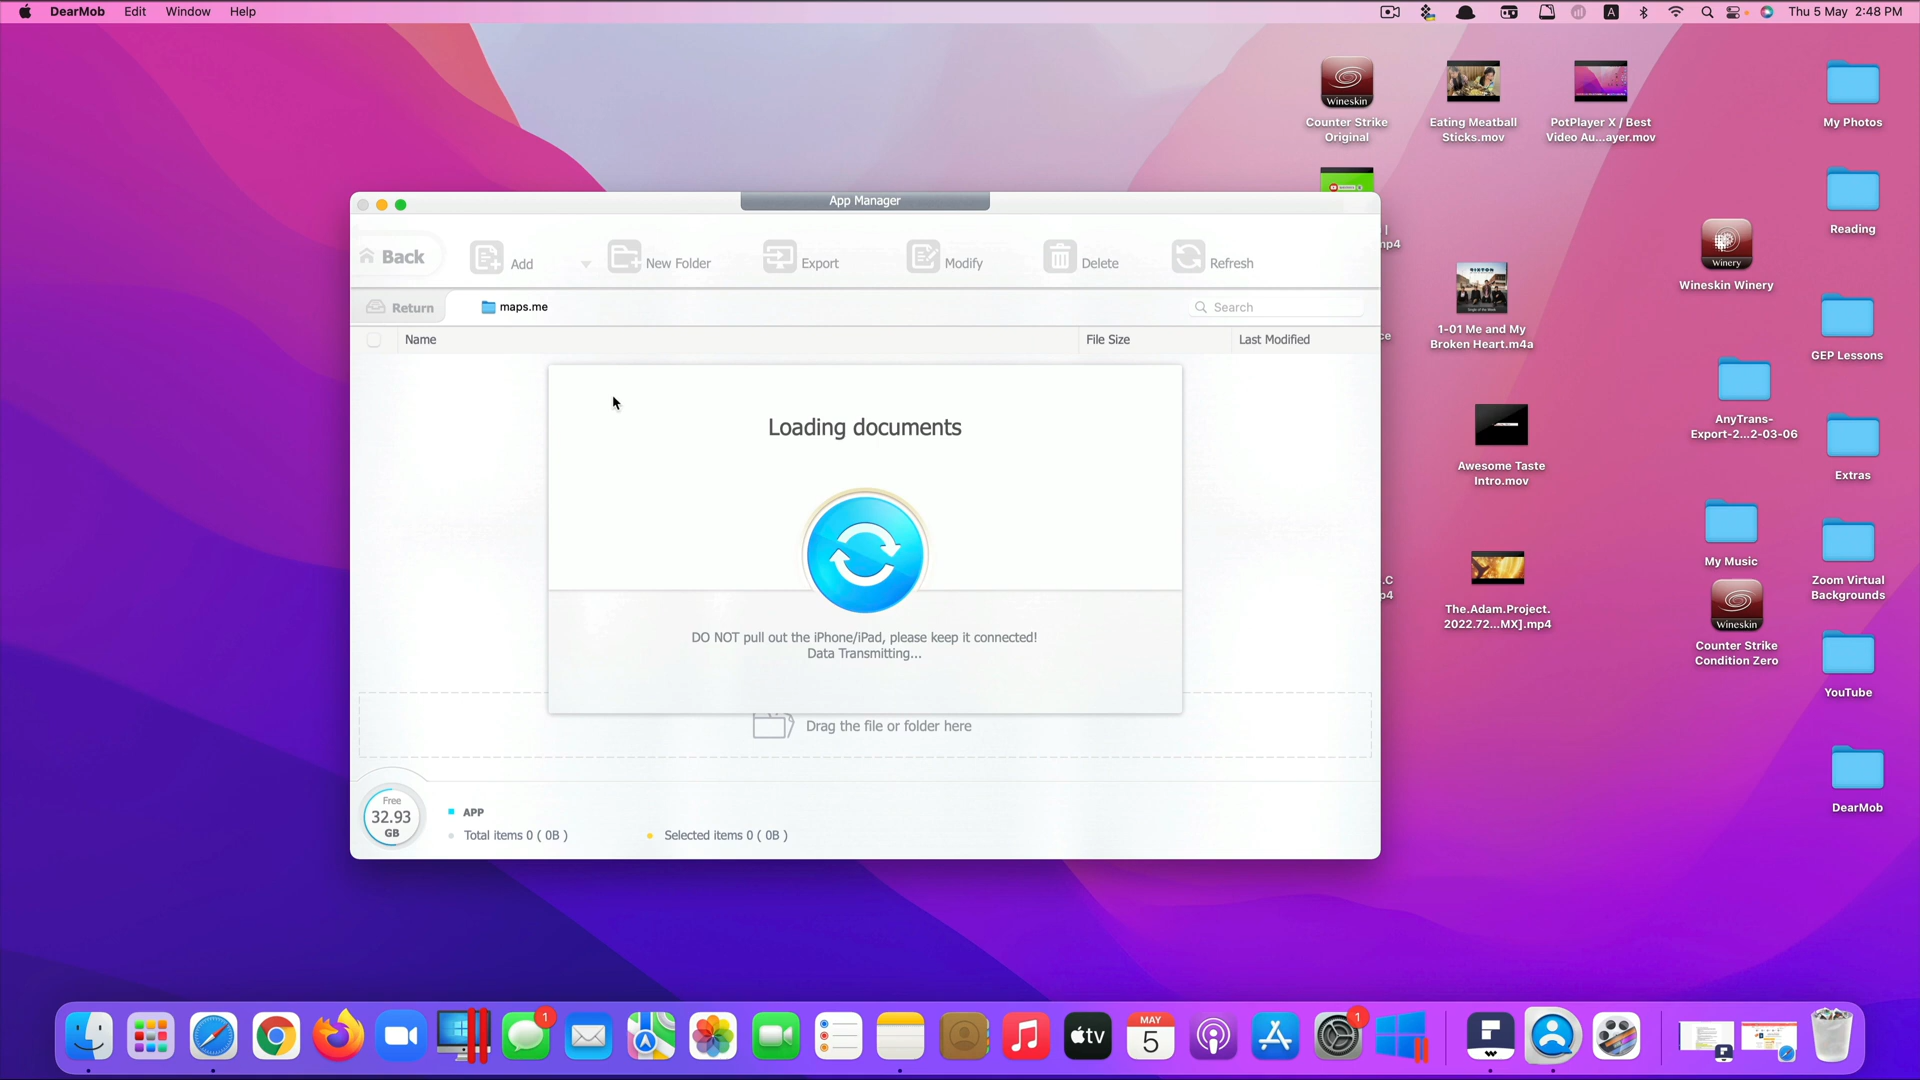 DearMob Edit Window Help
A
Thu 5 May 2:48 PM
Wineskin
Counter Strike
Original
Eating Meatball
Sticks.mov
PotPlayer X / Best
Video Au...ayer.mov
My Photos
App Manager
Back
Add
New Folder
Export
Modify
Delete
Refresh
Return
maps.me
Search
Name
File Size
Last Modified
Loading documents
DO NOT pull out the iPhone/iPad, please keep it connected!
Data Transmitting...
Drag the file or folder here
Free
32.93
GB
APP
Total items 0 ( 0B )
Selected items 0 ( 0B )
Reading
Winery
Wineskin Winery
1-01 Me and My
Broken Heart.m4a
GEP Lessons
AnyTrans-
Export-2...2-03-06
Awesome Taste
Intro.mov
Extras
My Music
Zoom Virtual
Backgrounds
The.Adam.Project.
2022.72...MX].mp4
Wineskin
Counter Strike
Condition Zero
YouTube
DearMob
1
tv
MAY
5
1